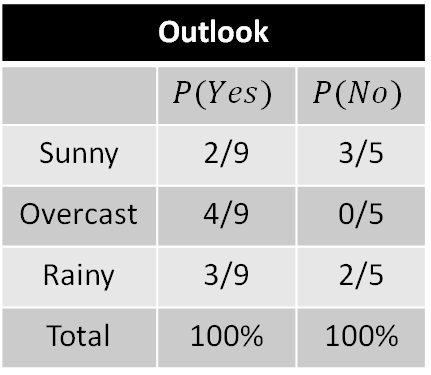 Outlook
P(Yes) P(No)
Sunny 2/9 3/5
Overcast 4/9 0/5
Rainy 3/9 2/5
Total 100% 100%